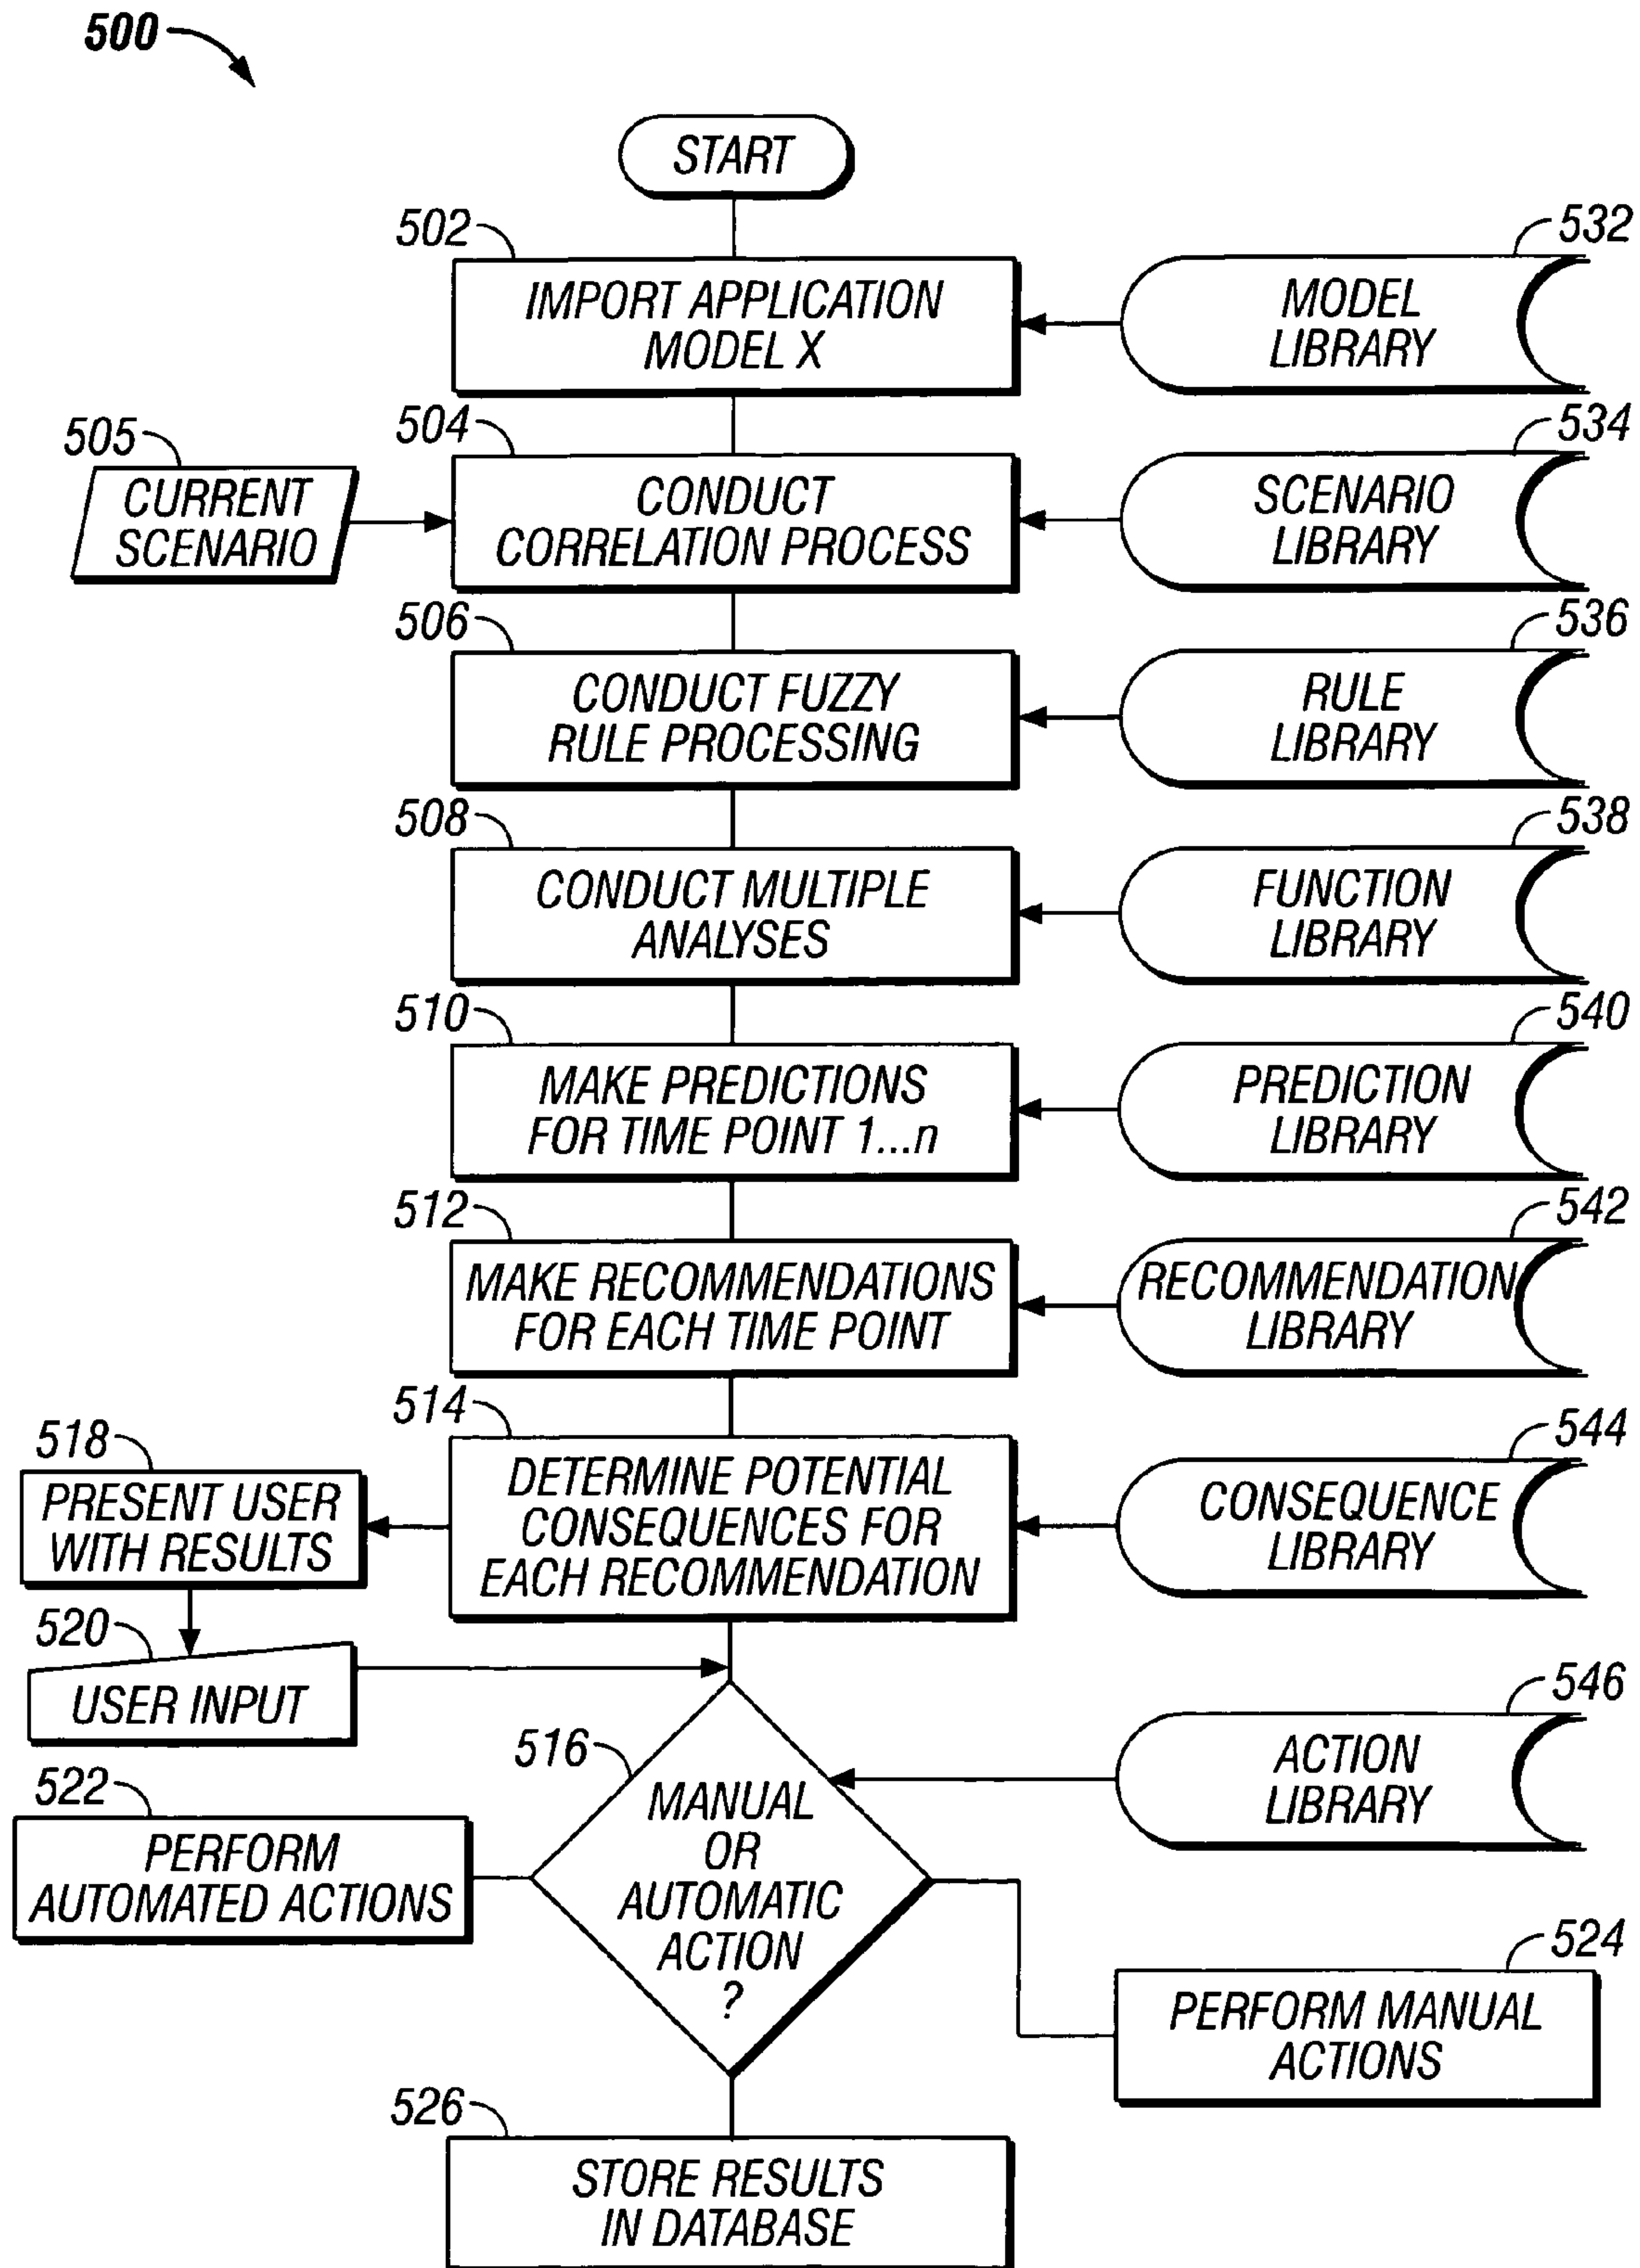 500
START
502
IMPORT APPLICATION
MODEL X
532
MODEL
LIBRARY
505
CURRENT
SCENARIO
504
CONDUCT
CORRELATION PROCESS
534
SCENARIO
LIBRARY
506
CONDUCT FUZZY
RULE PROCESSING
536
RULE
LIBRARY
508
CONDUCT MULTIPLE
ANALYSES
538
FUNCTION
LIBRARY
510
MAKE PREDICTIONS
FOR TIME POINT 1...n
540
PREDICTION
LIBRARY
512
MAKE RECOMMENDATIONS
FOR EACH TIME POINT
542
RECOMMENDATION
LIBRARY
514
DETERMINE POTENTIAL
CONSEQUENCES FOR
EACH RECOMMENDATION
544
CONSEQUENCE
LIBRARY
518
PRESENT USER
WITH RESULTS
520
USER INPUT
516
MANUAL
OR
AUTOMATIC
ACTION
?
546
ACTION
LIBRARY
522
PERFORM
AUTOMATED ACTIONS
524
PERFORM MANUAL
ACTIONS
526
STORE RESULTS
IN DATABASE